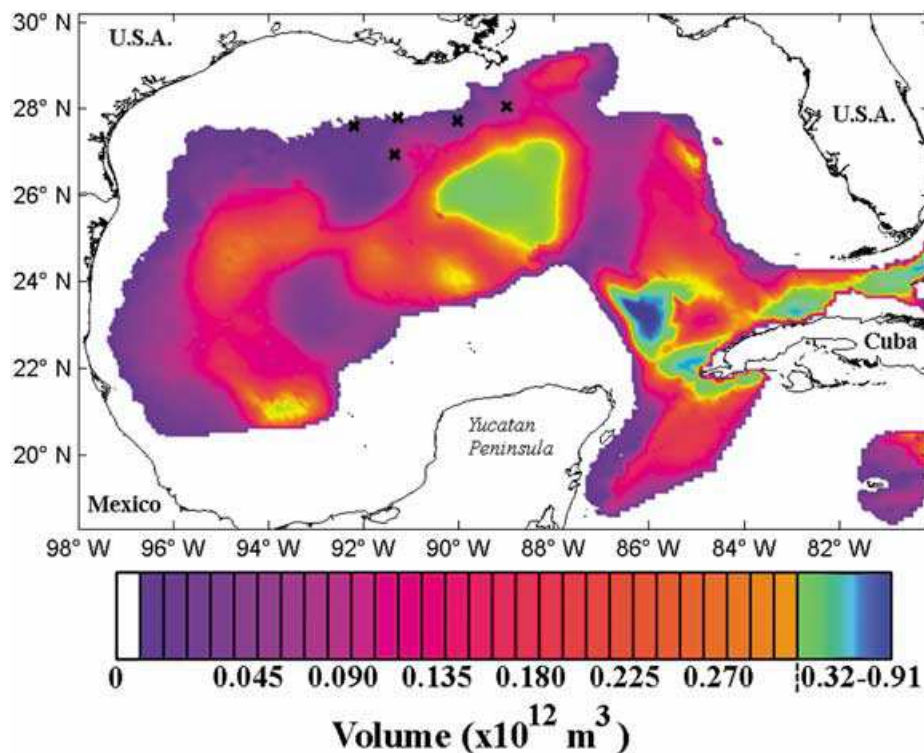 30° N
U.S.A.
28° N
U.S.A.
26° N
24° N
22° N
Cuba
20° N
Yucatan
Peninsula
Mexico
98° W 96° W 94° W 92° W 90° W 88° W 86° W 84° W 82° W
0 0.045 0.090 0.135 0.180 0.225 0.270 0.32-0.91
Volume (x10¹² m³)